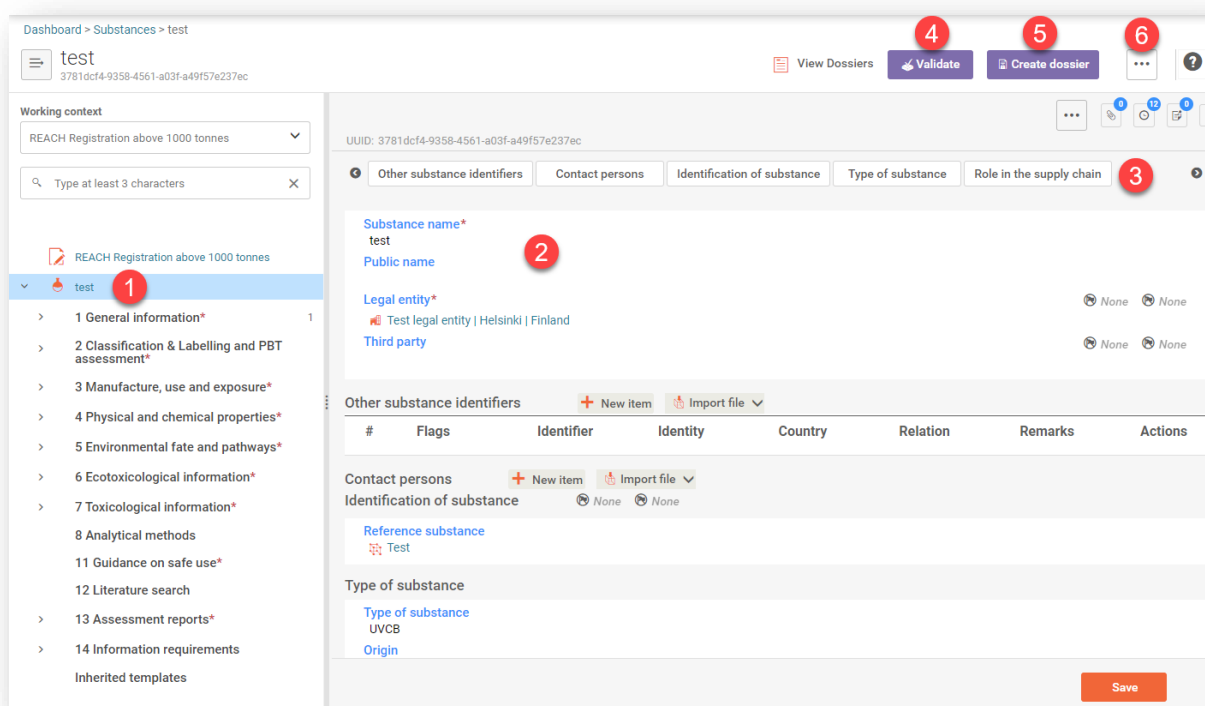 Dashboard > Substances > test
4
5
6
test
3781dcf4-9358-4561-a03f-a49f57e237ec
View Dossiers
Validate
Create dossier
...
?
Working context
REACH Registration above 1000 tonnes
Type at least 3 characters
REACH Registration above 1000 tonnes
test
1
1 General information* 1
2 Classification & Labelling and PBT
assessment*
3 Manufacture, use and exposure*
4 Physical and chemical properties*
5 Environmental fate and pathways*
6 Ecotoxicological information*
7 Toxicological information*
8 Analytical methods
11 Guidance on safe use*
12 Literature search
13 Assessment reports*
14 Information requirements
Inherited templates
... 0 12 0
UUID: 3781dcf4-9358-4561-a03f-a49f57e237ec
Other substance identifiers Contact persons Identification of substance Type of substance Role in the supply chain 3
Substance name*
test
2
Public name
Legal entity* None None
Test legal entity | Helsinki | Finland
Third party None None
Other substance identifiers + New item Import file
# Flags Identifier Identity Country Relation Remarks Actions
Contact persons + New item Import file
Identification of substance None None
Reference substance
Test
Type of substance
Type of substance
UVCB
Origin
Save